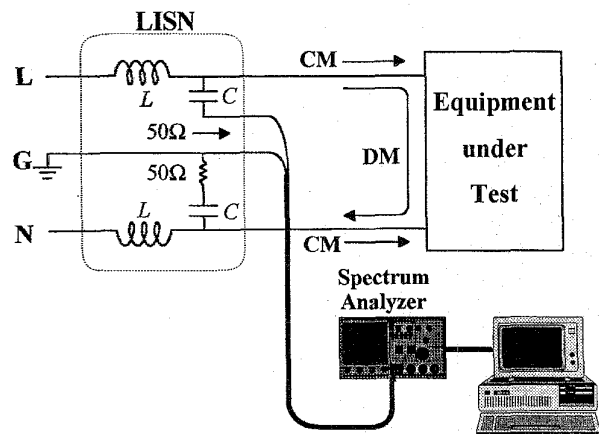 LISN
L
L
C
CM
50Ω
G
50Ω
DM
L
C
N
CM
Equipment
under
Test
Spectrum
Analyzer